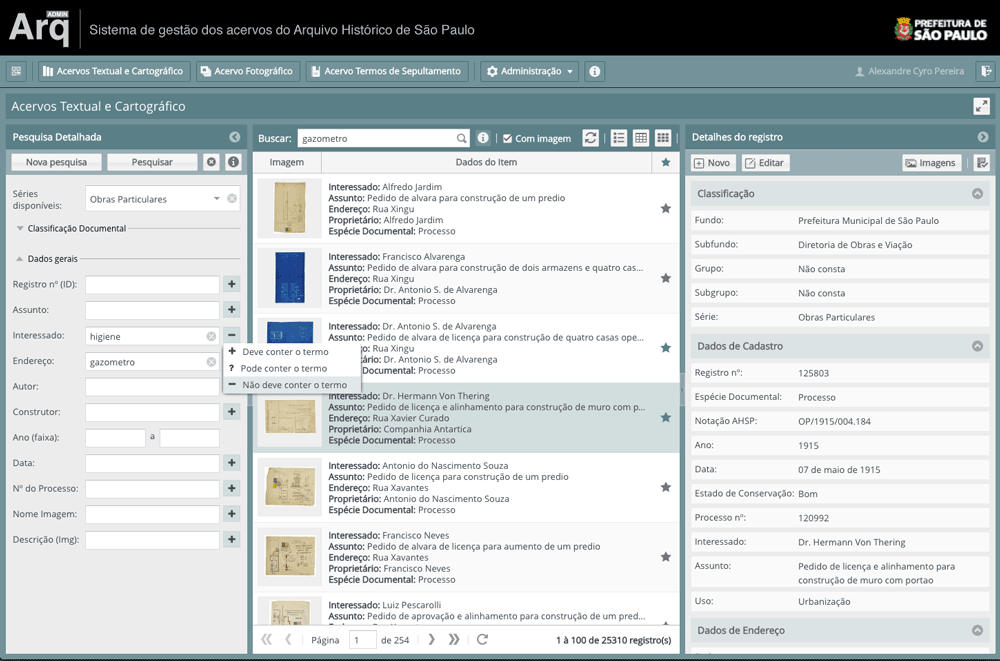 Arq ADMIN
Sistema de gestão dos acervos do Arquivo Histórico de São Paulo
PREFEITURA DE
SÃO PAULO
Acervos Textual e Cartográfico
Acervo Fotográfico
Acervo Termos de Sepultamento
Administração
Alexandre Cyro Pereira
Acervos Textual e Cartográfico
Pesquisa Detalhada
Nova pesquisa
Pesquisar
Séries
disponíveis:
Obras Particulares
Classificação Documental
Dados gerais
Registro nº (ID):
Assunto:
Interessado: higiene
Endereço: gazometro
Autor:
Construtor:
Ano (faixa): a
Data:
Nº do Processo:
Nome Imagem:
Descrição (Img):
+ Deve conter o termo
? Pode conter o termo
− Não deve conter o termo
Buscar: gazometro
Com imagem
Imagem
Dados do Item
Interessado: Alfredo Jardim
Assunto: Pedido de alvara para construção de um predio
Endereço: Rua Xingu
Proprietário: Alfredo Jardim
Espécie Documental: Processo
Interessado: Francisco Alvarenga
Assunto: Pedido de alvara para construção de dois armazens e quatro cas...
Endereço: Rua Xingu
Proprietário: Dr. Antonio S. de Alvarenga
Espécie Documental: Processo
Interessado: Dr. Antonio S. de Alvarenga
Assunto: Pedido de alvara de licença para construção de quatro casas ope...
Rua Xingu
tário: Dr. Antonio S. de Alvarenga
Documental: Processo
Interessado: Dr. Hermann Von Thering
Assunto: Pedido de licença e alinhamento para construção de muro com p...
Endereço: Rua Xavier Curado
Proprietário: Companhia Antartica
Espécie Documental: Processo
Interessado: Antonio do Nascimento Souza
Assunto: Pedido de licença para construção de um predio
Endereço: Rua Xavantes
Proprietário: Antonio do Nascimento Souza
Espécie Documental: Processo
Interessado: Francisco Neves
Assunto: Pedido de alvara de licença para aumento de um predio
Endereço: Rua Xavantes
Proprietário: Francisco Neves
Espécie Documental: Processo
Interessado: Luiz Pescarolli
Assunto: Pedido de aprovação e alinhamento para construção de um pred...
Endereço: Rua Xavantes
Página 1 de 254
1 à 100 de 25310 registro(s)
Detalhes do registro
Novo
Editar
Imagens
Classificação
Fundo: Prefeitura Municipal de São Paulo
Subfundo: Diretoria de Obras e Viação
Grupo: Não consta
Subgrupo: Não consta
Série: Obras Particulares
Dados de Cadastro
Registro nº: 125803
Espécie Documental: Processo
Notação AHSP: OP/1915/004.184
Ano: 1915
Data: 07 de maio de 1915
Estado de Conservação: Bom
Processo nº: 120992
Interessado: Dr. Hermann Von Thering
Assunto: Pedido de licença e alinhamento para
construção de muro com portao
Uso: Urbanização
Dados de Endereço